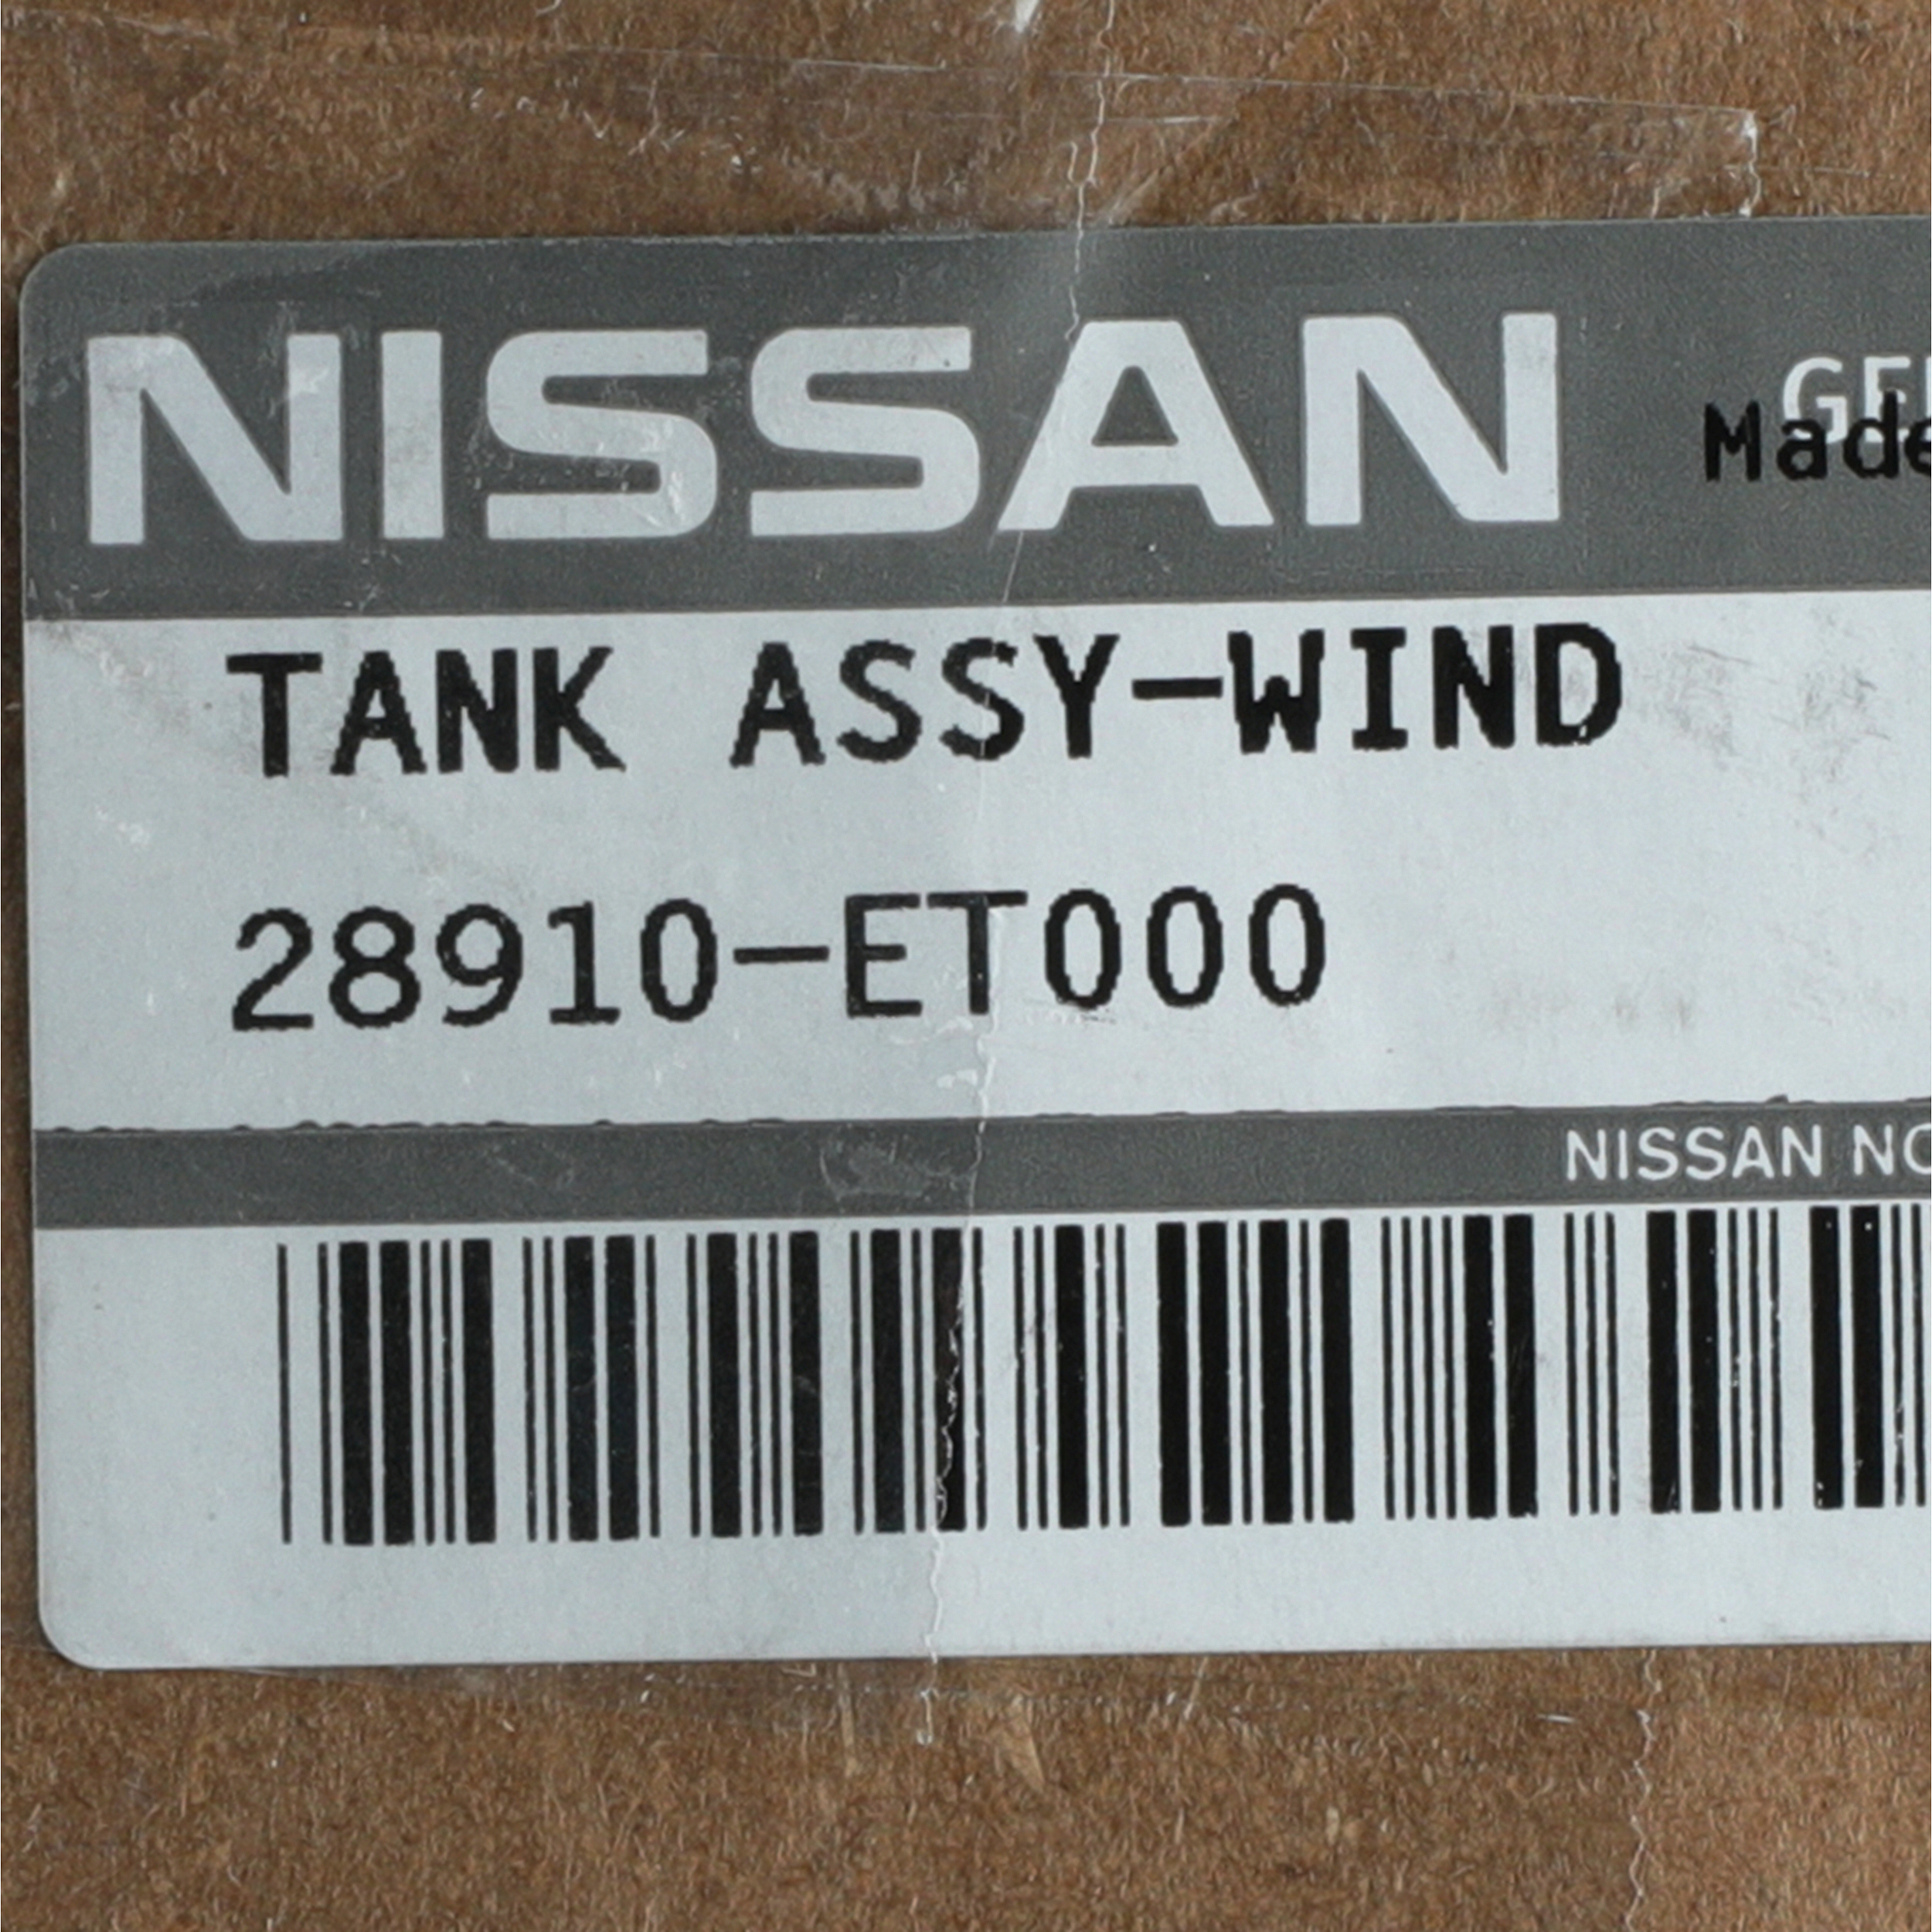 NISSAN
Made
TANK ASSY-WIND
28910-ET000
NISSAN